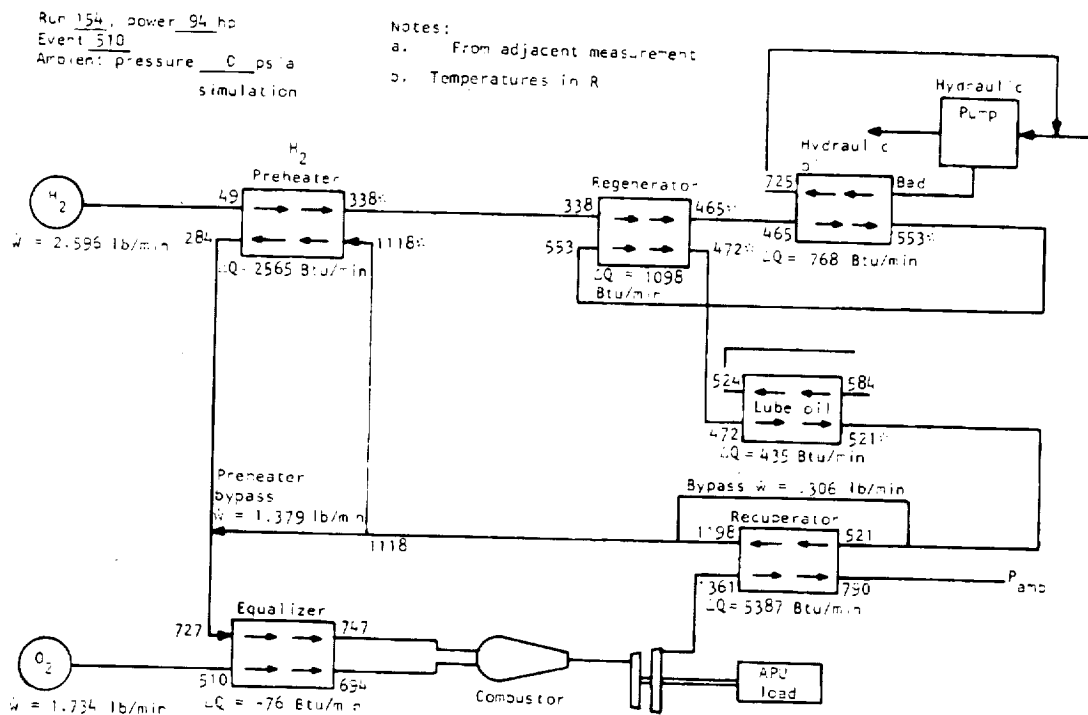 Run 154, power 94 hp
Event 510
Ambient pressure 0 psia
simulation
Notes:
a. From adjacent measurement
b. Temperatures in R
Hydraulic
Pump
Hydraulic
oil
725
Bad
465
553*
ΔQ = 768 Btu/min
H2
Preheater
H2
49
338*
284
1118*
Ẇ = 2.596 lb/min
ΔQ = 2565 Btu/min
Regenerator
338
465*
553
472*
ΔQ = 1098
Btu/min
524
584
Lube oil
472
521*
ΔQ = 435 Btu/min
Preheater
bypass
Ẇ = 1.379 lb/min
1118
Bypass ẇ = .306 lb/min
Recuperator
1198
521
1361
790
Pamb
ΔQ = 5387 Btu/min
Equalizer
727
747
O2
510
694
Ẇ = 1.734 lb/min
ΔQ = -76 Btu/min
Combustor
APU
load